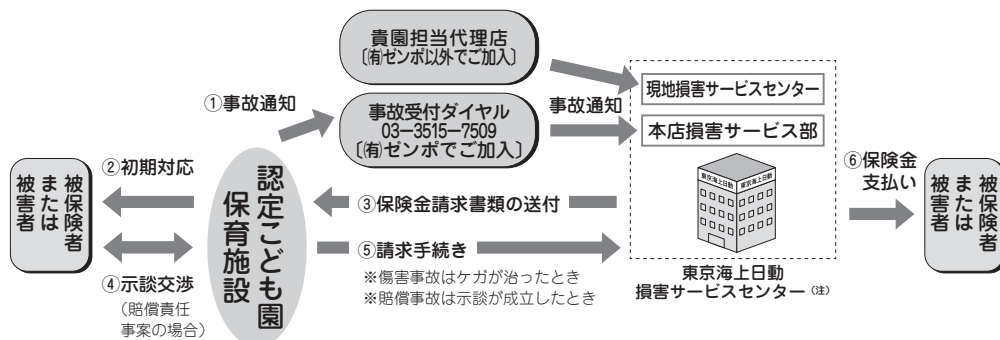 貴園担当代理店
〔㈲ゼンポ以外でご加入〕
①事故通知
事故受付ダイヤル
03−3515−7509
〔㈲ゼンポでご加入〕
事故通知
現地損害サービスセンター
本店損害サービス部
東京海上日動
東京海上日動
東京海上日動
損害サービスセンター（注）
②初期対応
被保険者
または
被害者
④示談交渉
（賠償責任
事案の場合）
認定こども園
保育施設
③保険金請求書類の送付
⑤請求手続き
※傷害事故はケガが治ったとき
※賠償事故は示談が成立したとき
⑥保険金
支払い
被保険者
または
被害者